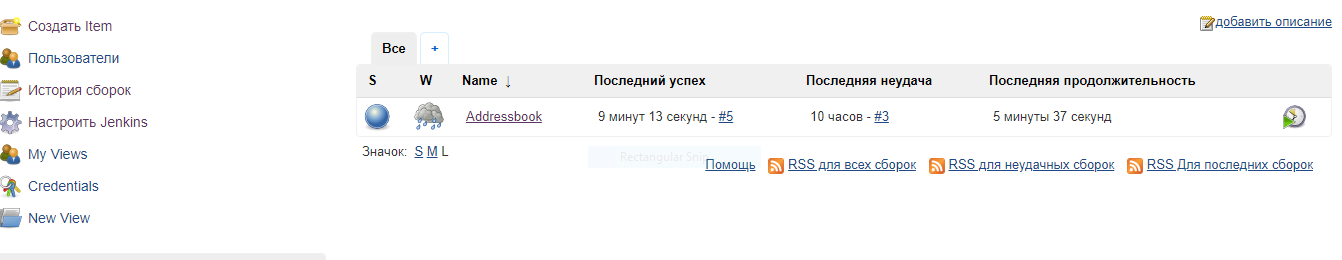 Создать Item
Пользователи
История сборок
Настроить Jenkins
My Views
Credentials
New View
добавить описание
Все +
S W Name ↓ Последний успех Последняя неудача Последняя продолжительность
Addressbook 9 минут 13 секунд - #5 10 часов - #3 5 минуты 37 секунд
Значок: S M L
Rectangular Snip
Помощь RSS для всех сборок RSS для неудачных сборок RSS Для последних сборок